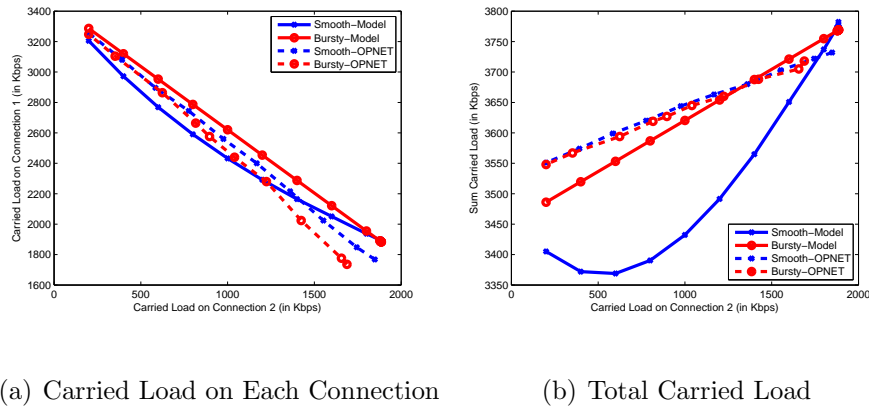 3400
3200
3000
2800
2600
2400
2200
2000
1800
1600
0
500
1000
1500
2000
Carried Load on Connection 1 (in Kbps)
Carried Load on Connection 2 (in Kbps)
Smooth−Model
Bursty−Model
Smooth−OPNET
Bursty−OPNET
3800
3750
3700
3650
3600
3550
3500
3450
3400
3350
0
500
1000
1500
2000
Sum Carried Load (in Kbps)
Carried Load on Connection 2 (in Kbps)
Smooth−Model
Bursty−Model
Smooth−OPNET
Bursty−OPNET
(a) Carried Load on Each Connection
(b) Total Carried Load